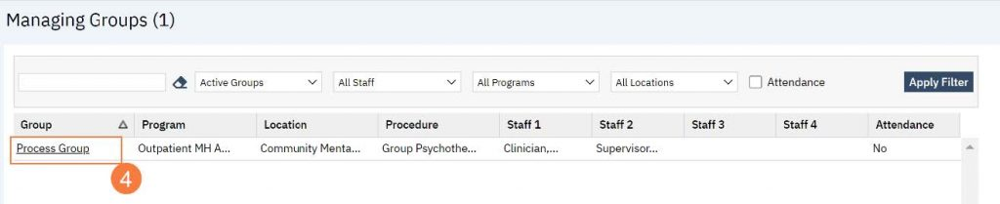 Managing Groups (1)
Active Groups All Staff All Programs All Locations Attendance Apply Filter
Group Program Location Procedure Staff 1 Staff 2 Staff 3 Staff 4 Attendance
Process Group Outpatient MH A... Community Menta... Group Psychothe... Clinician,... Supervisor... No
4